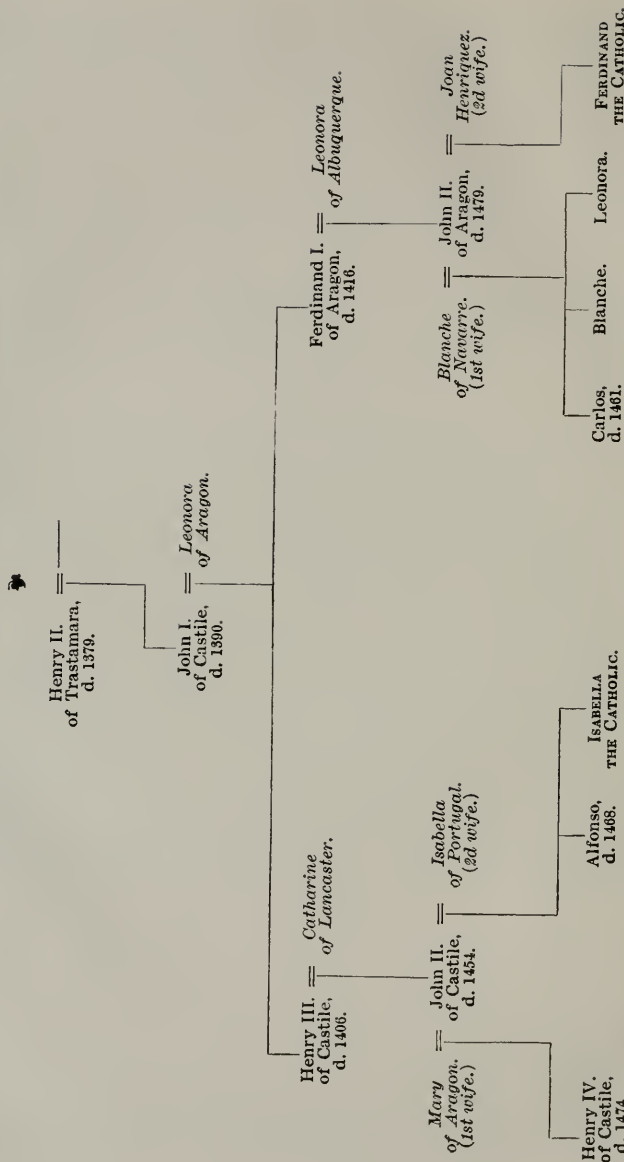 Henry II.
of Trastamara,
d. 1379.
=
John I.
of Castile,
d. 1390.
=
Leonora
of Aragon.
Henry III.
of Castile,
d. 1406.
=
Catharine
of Lancaster.
Ferdinand I.
of Aragon,
d. 1416.
=
Leonora
of Albuquerque.
Mary
of Aragon.
(1st wife.)
=
John II.
of Castile,
d. 1454.
=
Isabella
of Portugal.
(2d wife.)
Blanche
of Navarre.
(1st wife.)
=
John II.
of Aragon,
d. 1479.
=
Joan
Henriquez.
(2d wife.)
Henry IV.
of Castile,
d. 1474
Alfonso,
d. 1468.
ISABELLA
THE CATHOLIC.
Carlos,
d. 1461.
Blanche.
Leonora.
FERDINAND
THE CATHOLIC.